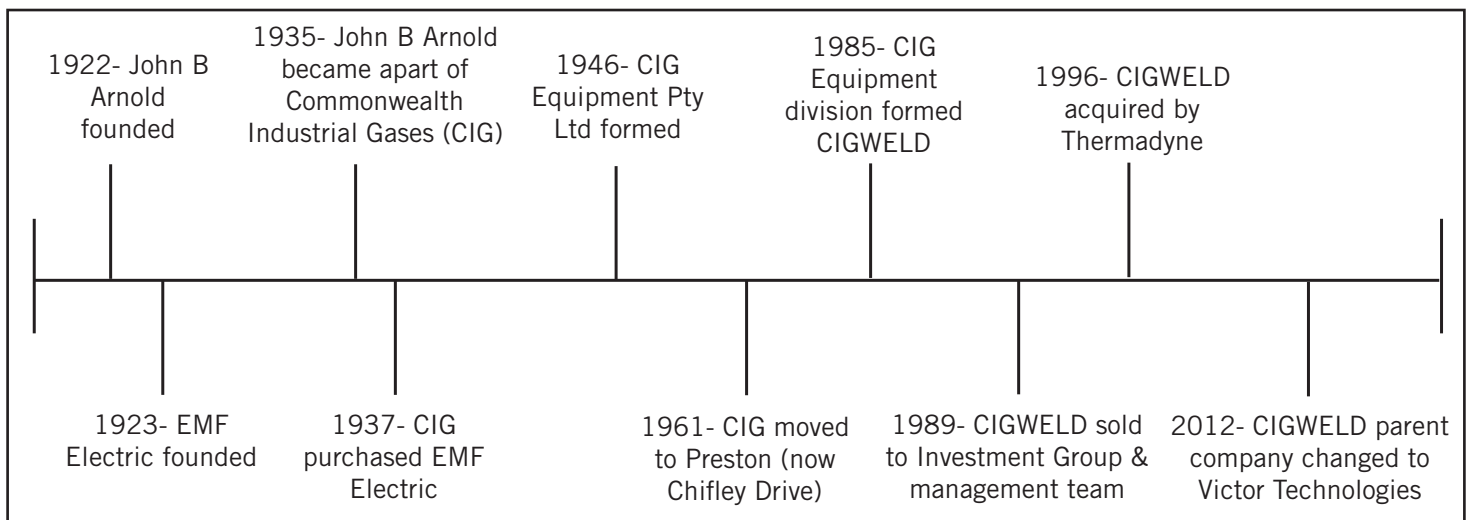 1922- John B
Arnold
founded
1935- John B Arnold
became apart of
Commonwealth
Industrial Gases (CIG)
1946- CIG
Equipment Pty
Ltd formed
1985- CIG
Equipment
division formed
CIGWELD
1996- CIGWELD
acquired by
Thermadyne
1923- EMF
Electric founded
1937- CIG
purchased EMF
Electric
1961- CIG moved
to Preston (now
Chifley Drive)
1989- CIGWELD sold
to Investment Group &
management team
2012- CIGWELD parent
company changed to
Victor Technologies